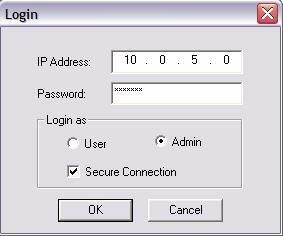 Login
IP Address: 10 . 0 . 5 . 0
Password: *******
Login as
User Admin
Secure Connection
OK Cancel